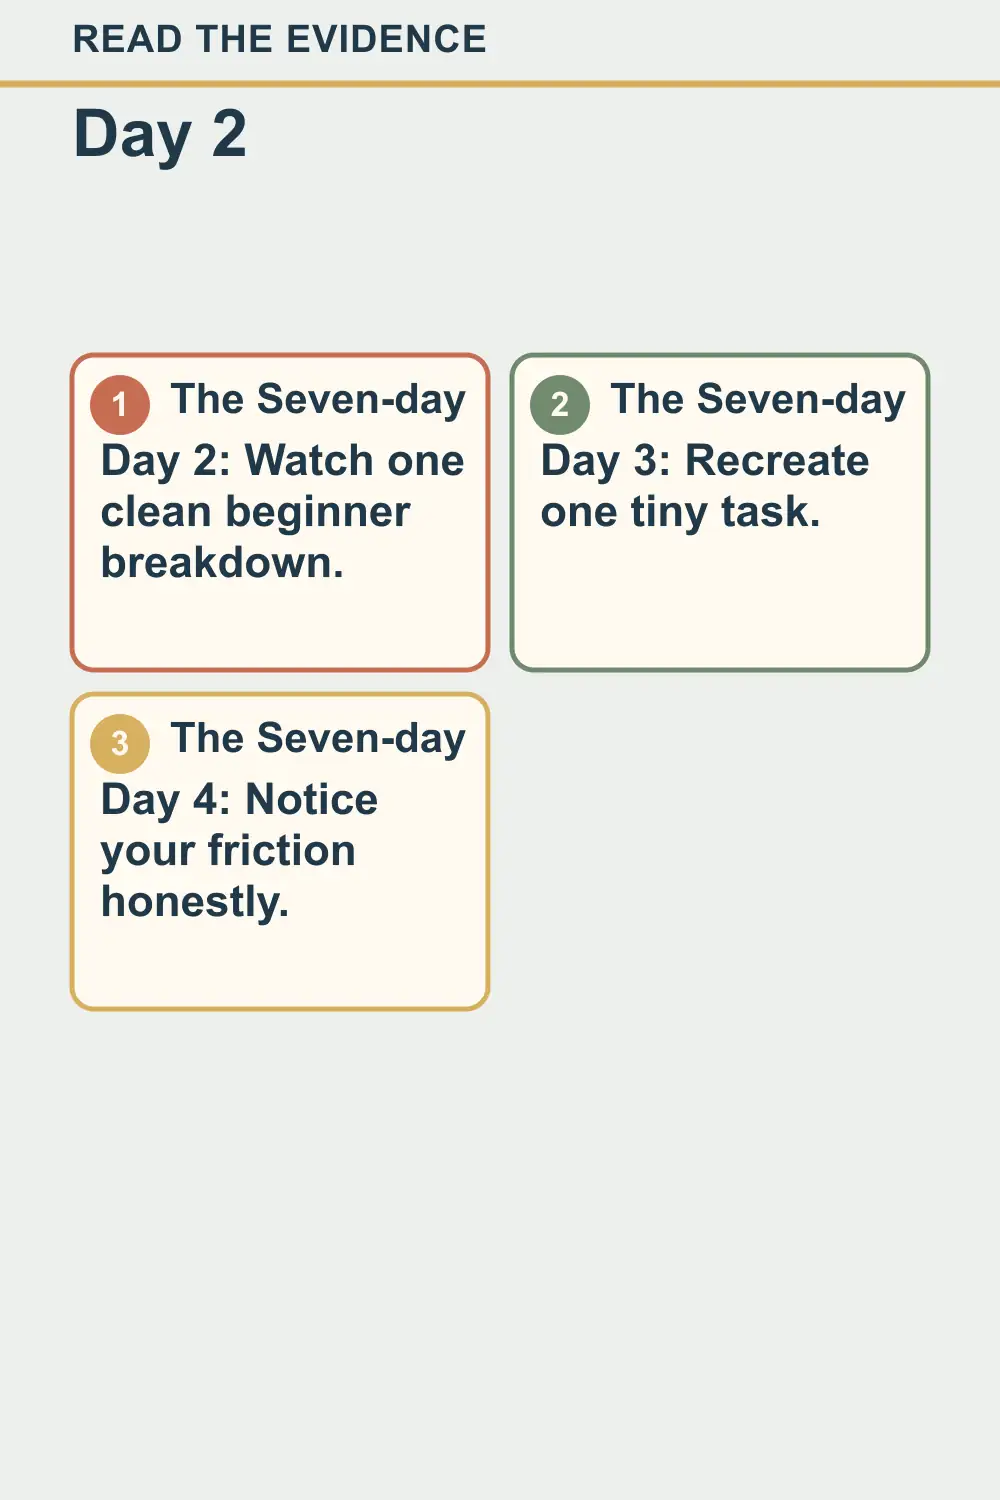 READ THE EVIDENCE
Day 2
1 The Seven-day
Day 2: Watch one
clean beginner
breakdown.
2 The Seven-day
Day 3: Recreate
one tiny task.
3 The Seven-day
Day 4: Notice
your friction
honestly.